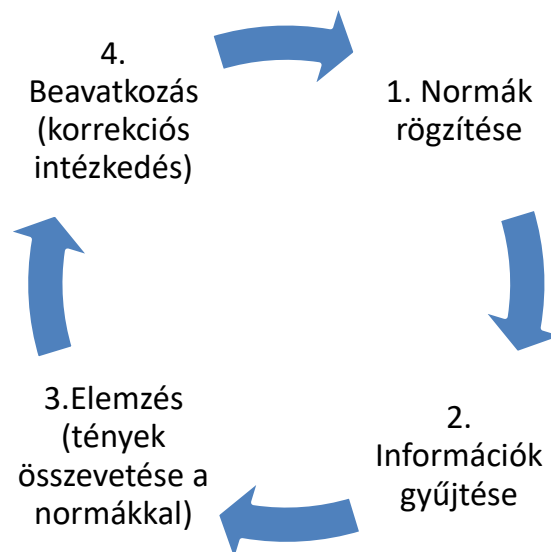 1. Normák
rögzítése
2.
Információk
gyűjtése
3.Elemzés
(tények
összevetése a
normákkal)
4.
Beavatkozás
(korrekciós
intézkedés)